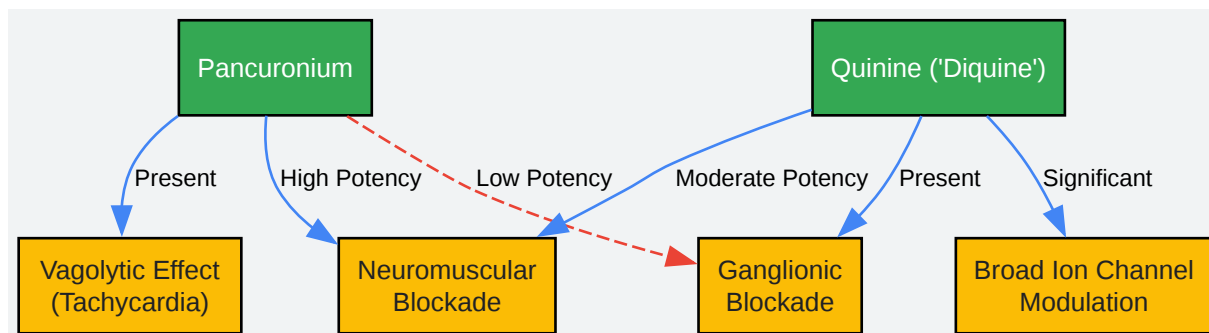 Pancuronium
Quinine ('Diquine')
Present
High Potency
Low Potency
Moderate Potency
Present
Significant
Vagolytic Effect
(Tachycardia)
Neuromuscular
Blockade
Ganglionic
Blockade
Broad Ion Channel
Modulation